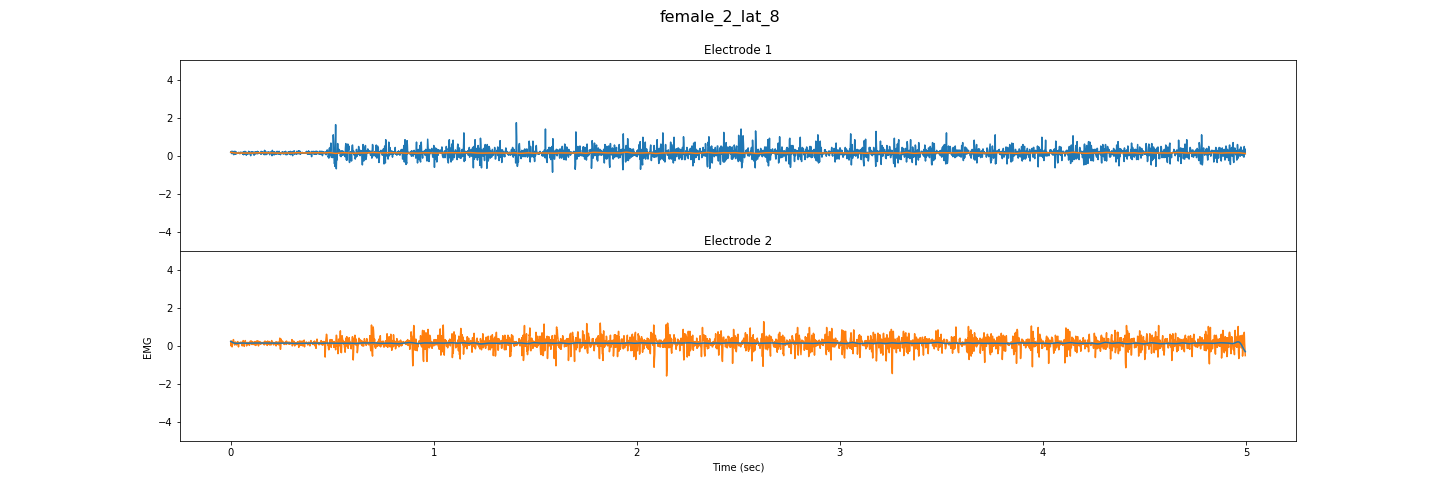 female_2_lat_8
Electrode 1
4
2
0
−2
−4
Electrode 2
4
2
0
−2
−4
EMG
0 1 2 3 4 5
Time (sec)